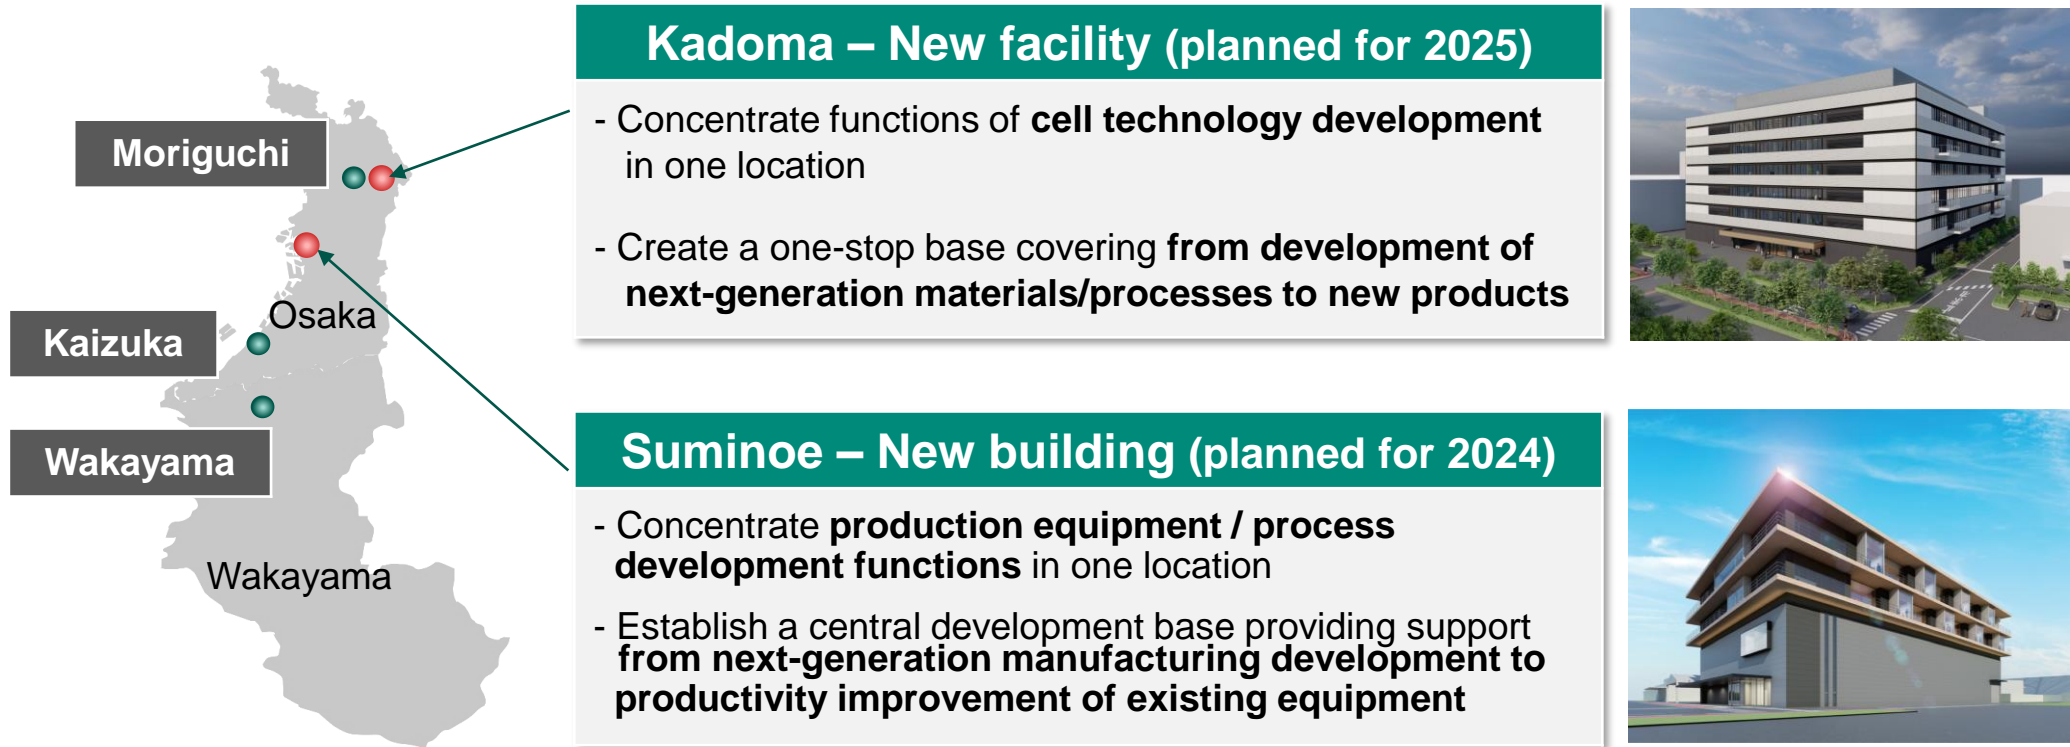 Moriguchi
Kaizuka
Osaka
Wakayama
Wakayama
Kadoma – New facility (planned for 2025)
- Concentrate functions of cell technology development
in one location
- Create a one-stop base covering from development of
next-generation materials/processes to new products
Suminoe – New building (planned for 2024)
- Concentrate production equipment / process
development functions in one location
- Establish a central development base providing support
from next-generation manufacturing development to
productivity improvement of existing equipment